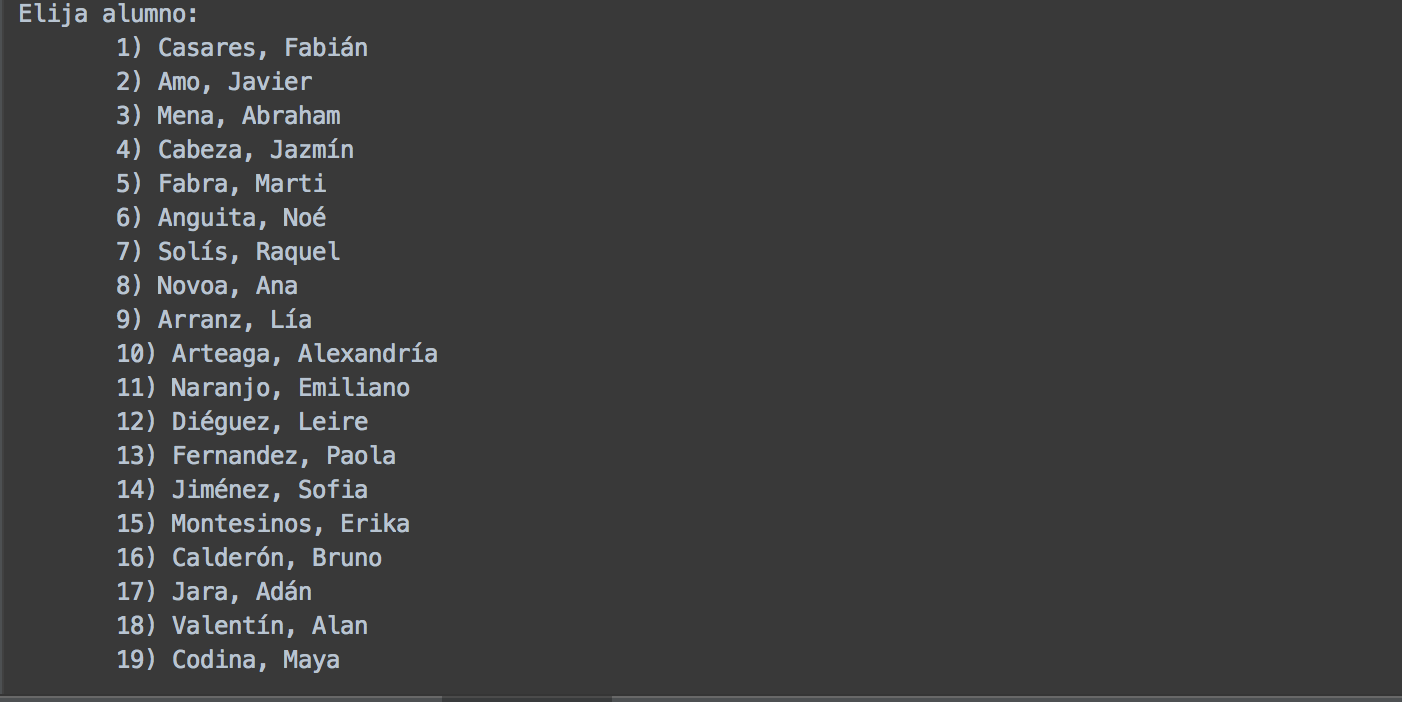 Elija alumno:
1) Casares, Fabián
2) Amo, Javier
3) Mena, Abraham
4) Cabeza, Jazmín
5) Fabra, Marti
6) Anguita, Noé
7) Solís, Raquel
8) Novoa, Ana
9) Arranz, Lía
10) Arteaga, Alexandría
11) Naranjo, Emiliano
12) Diéguez, Leire
13) Fernandez, Paola
14) Jiménez, Sofia
15) Montesinos, Erika
16) Calderón, Bruno
17) Jara, Adán
18) Valentín, Alan
19) Codina, Maya